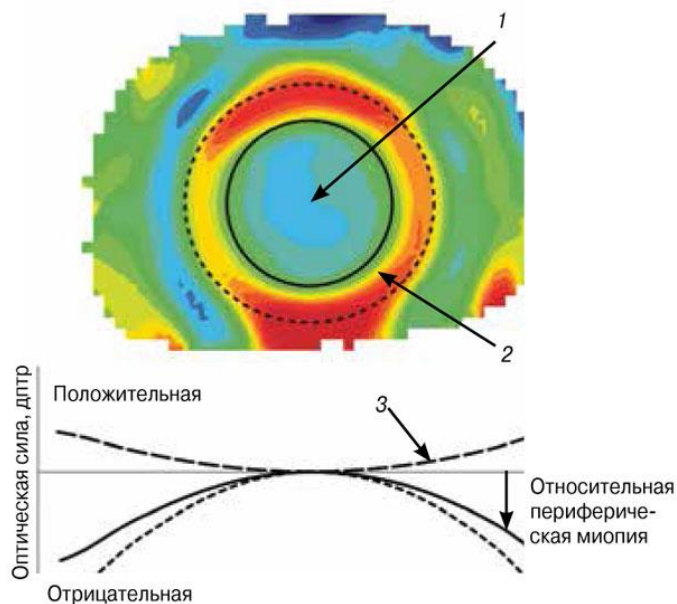 1
2
Оптическая сила, дптр
Положительная
3
Относительная
перифериче-
ская миопия
Отрицательная